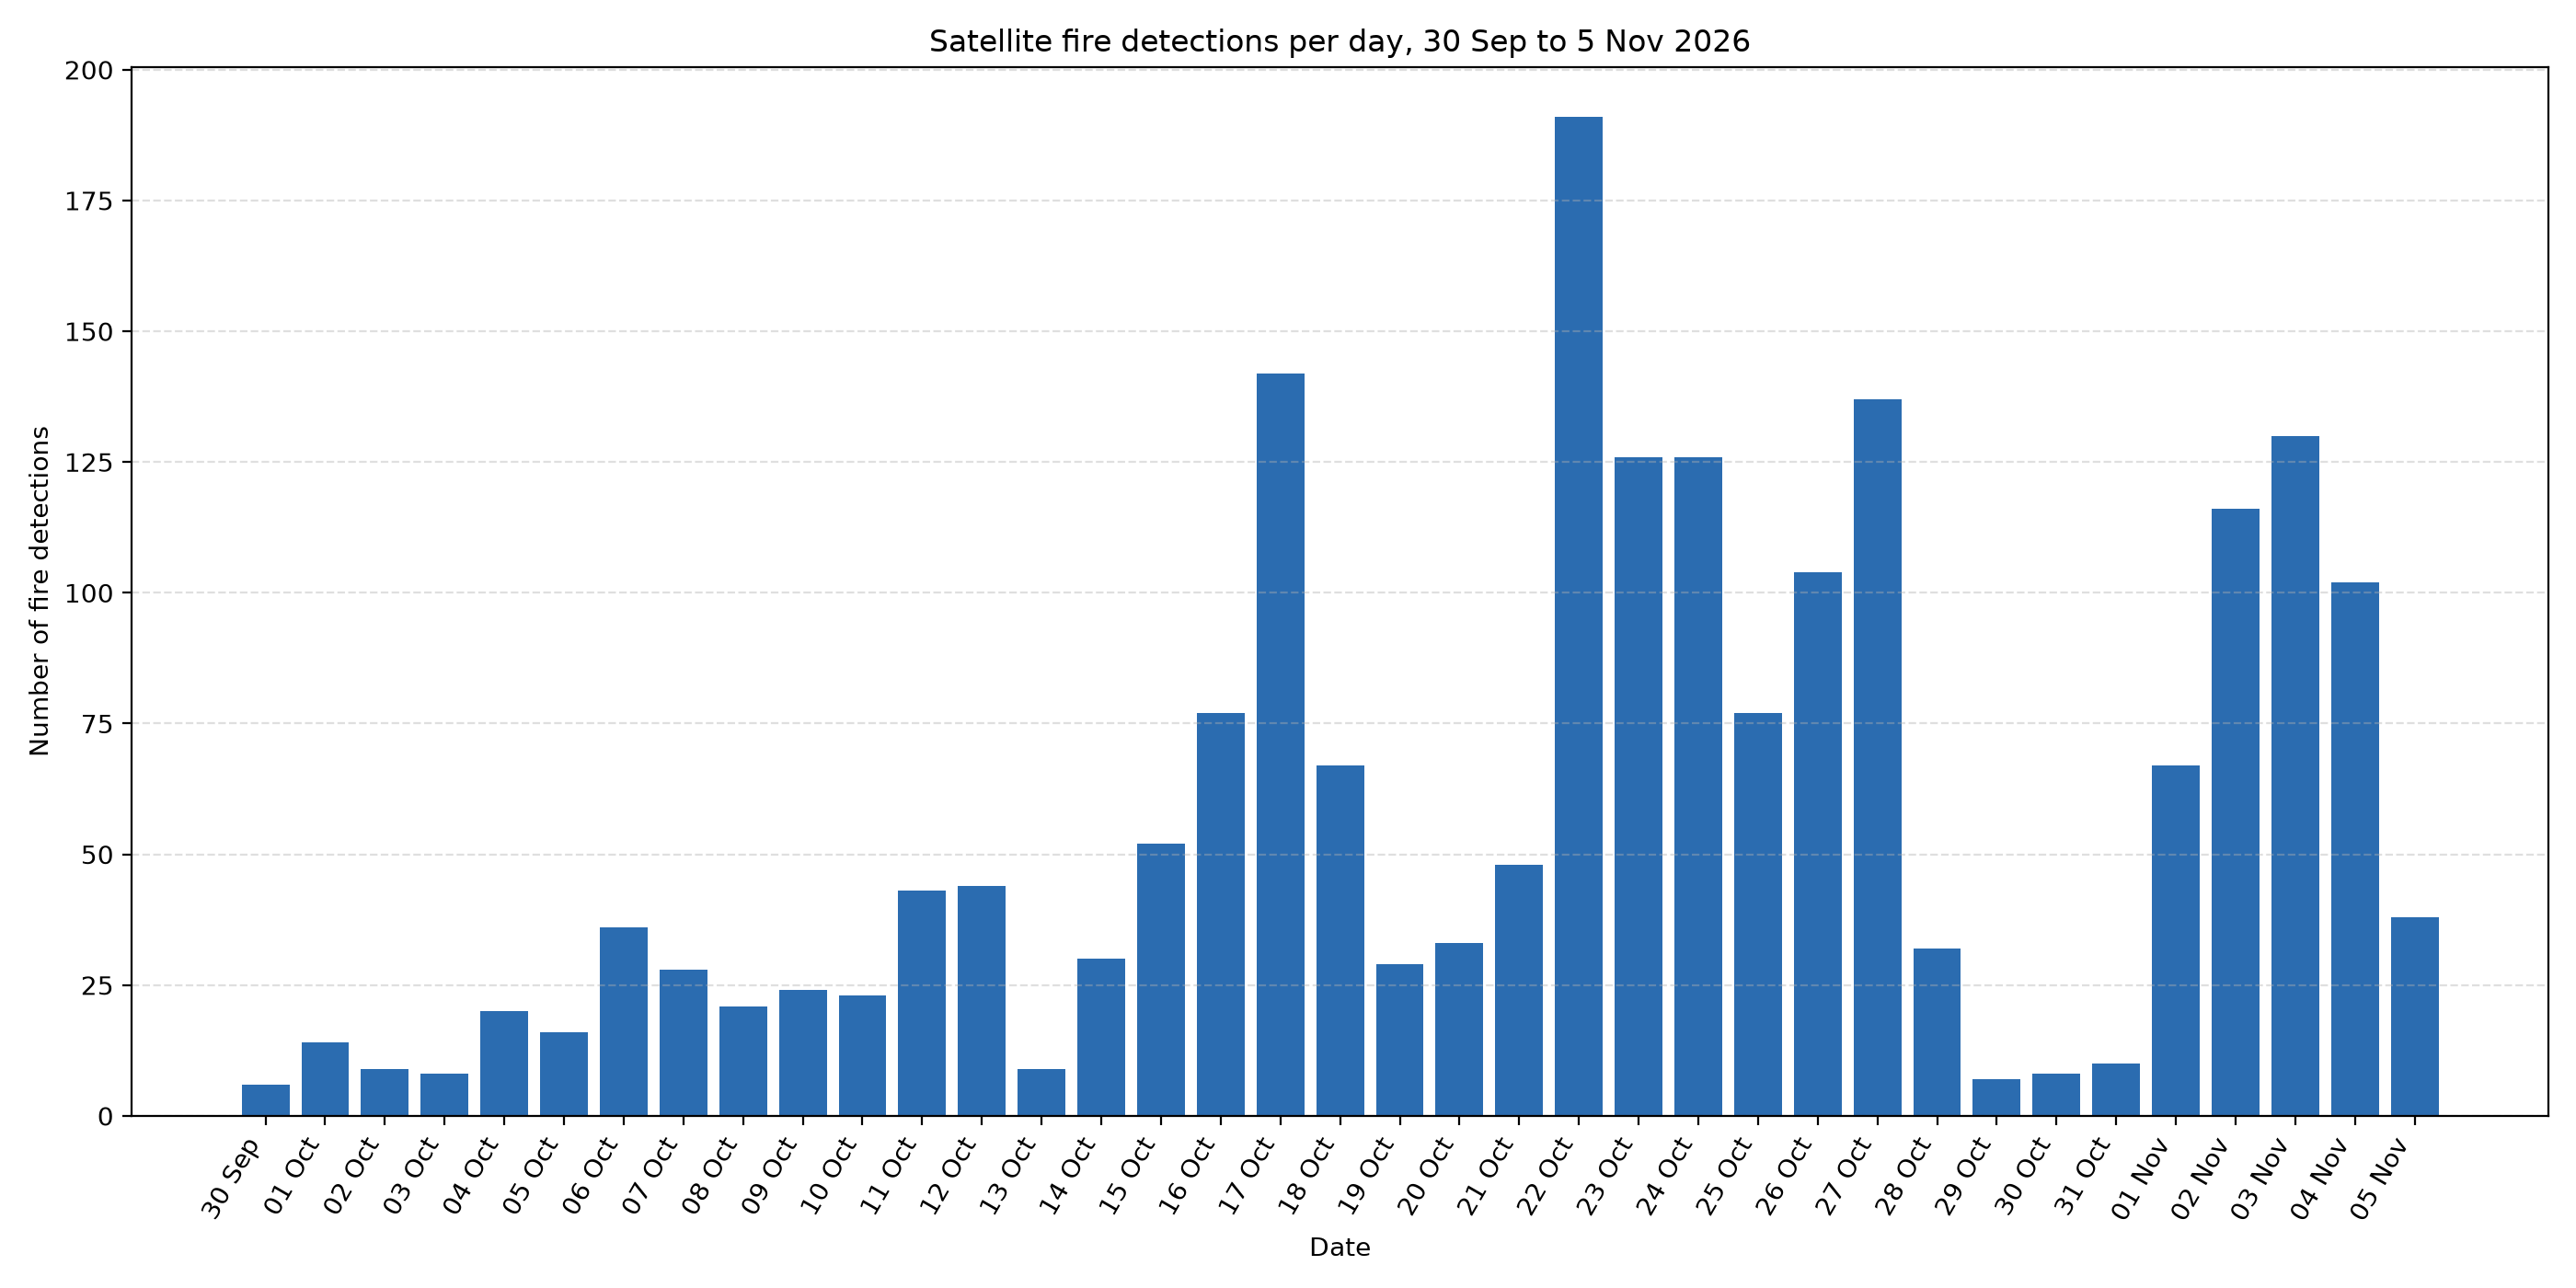 Satellite fire detections per day, 30 Sep to 5 Nov 2026
Number of fire detections
200
175
150
125
100
75
50
25
0
30 Sep
01 Oct
02 Oct
03 Oct
04 Oct
05 Oct
06 Oct
07 Oct
08 Oct
09 Oct
10 Oct
11 Oct
12 Oct
13 Oct
14 Oct
15 Oct
16 Oct
17 Oct
18 Oct
19 Oct
20 Oct
21 Oct
22 Oct
23 Oct
24 Oct
25 Oct
26 Oct
27 Oct
28 Oct
29 Oct
30 Oct
31 Oct
01 Nov
02 Nov
03 Nov
04 Nov
05 Nov
Date